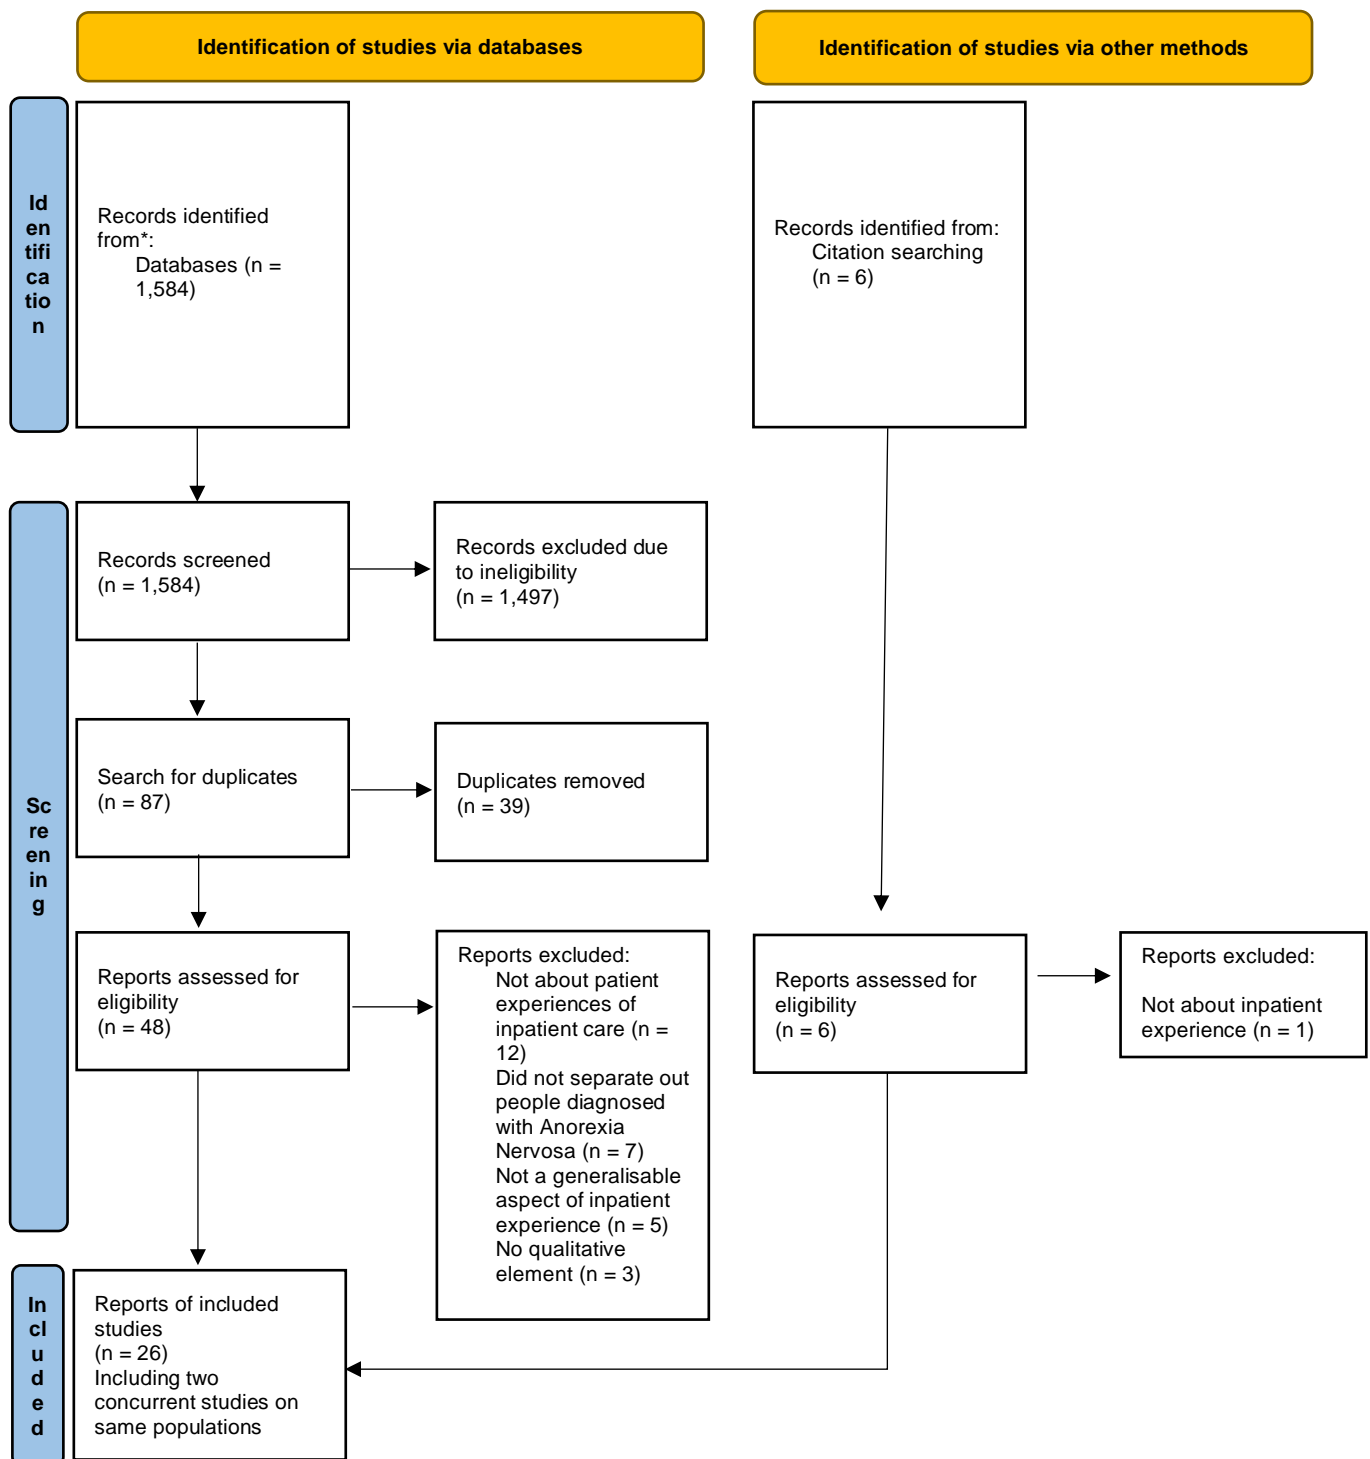 Identification of studies via databases
Identification of studies via other methods
Id
en
tifi
ca
tio
n
Records identified
from*:
Databases (n =
1,584)
Records identified from:
Citation searching
(n = 6)
Sc
re
en
in
g
Records screened
(n = 1,584)
Records excluded due
to ineligibility
(n = 1,497)
Search for duplicates
(n = 87)
Duplicates removed
(n = 39)
Reports assessed for
eligibility
(n = 48)
Reports excluded:
Not about patient
experiences of
inpatient care (n =
12)
Did not separate out
people diagnosed
with Anorexia
Nervosa (n = 7)
Not a generalisable
aspect of inpatient
experience (n = 5)
No qualitative
element (n = 3)
Reports assessed for
eligibility
(n = 6)
Reports excluded:
Not about inpatient
experience (n = 1)
In
cl
u
d
e
d
Reports of included
studies
(n = 26)
Including two
concurrent studies on
same populations